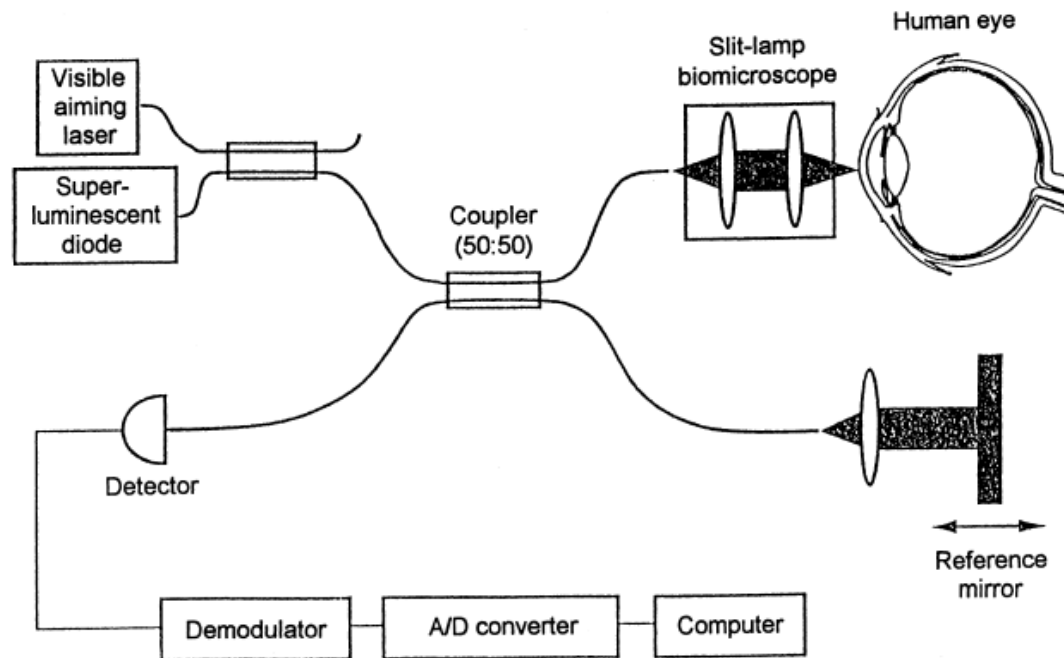 Human eye
Slit-lamp
biomicroscope
Visible
aiming
laser
Super-
luminescent
diode
Coupler
(50:50)
Detector
Reference
mirror
Demodulator
A/D converter
Computer